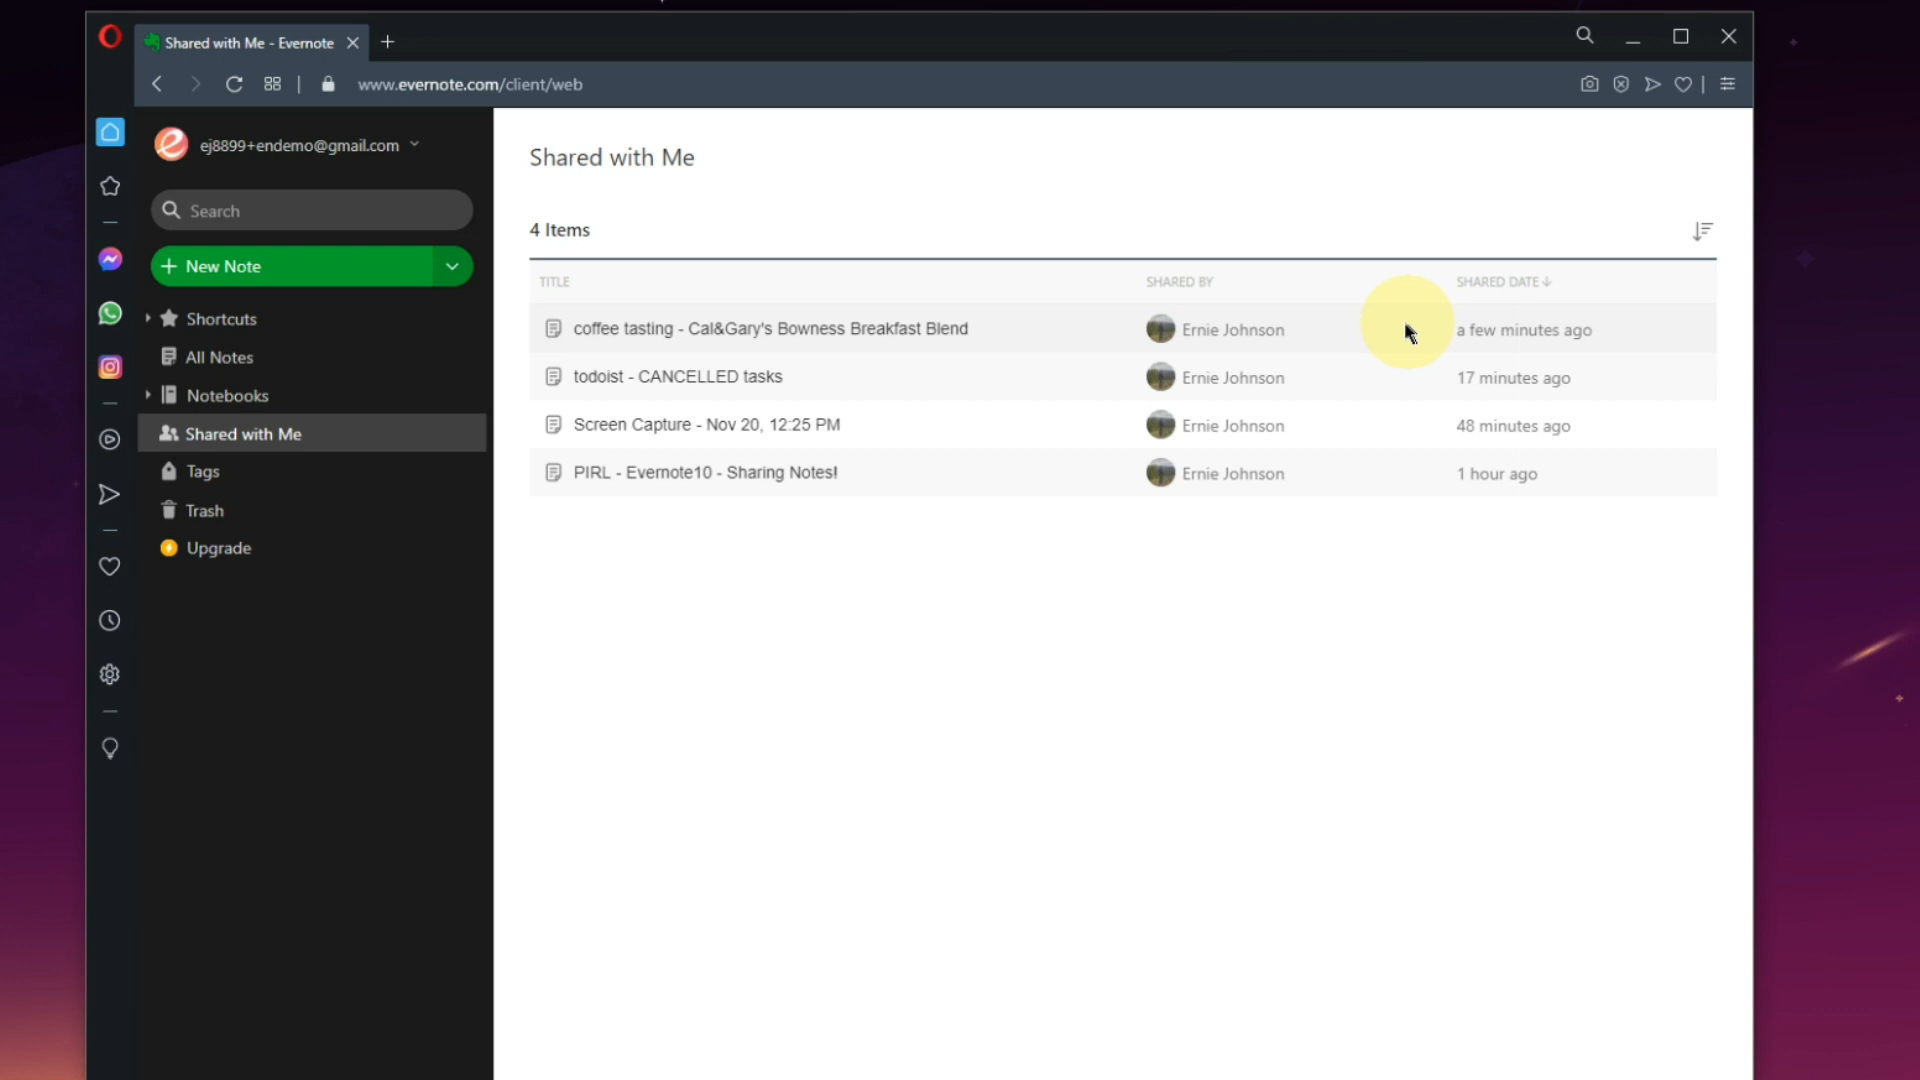 Shared with Me - Evernote
www.evernote.com/client/web
ej8899+endemo@gmail.com
Search
New Note
Shortcuts
All Notes
Notebooks
Shared with Me
Tags
Trash
Upgrade
Shared with Me
4 Items
TITLE SHARED BY SHARED DATE
coffee tasting - Cal&Gary's Bowness Breakfast Blend Ernie Johnson a few minutes ago
todoist - CANCELLED tasks Ernie Johnson 17 minutes ago
Screen Capture - Nov 20, 12:25 PM Ernie Johnson 48 minutes ago
PIRL - Evernote10 - Sharing Notes! Ernie Johnson 1 hour ago